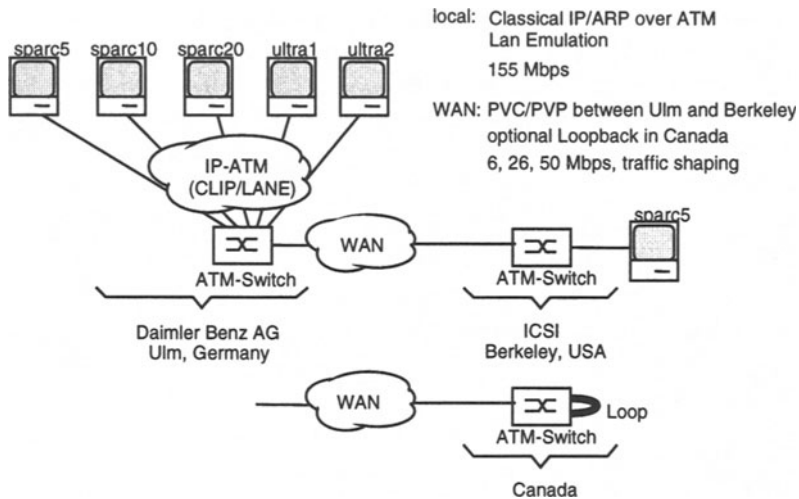 local: Classical IP/ARP over ATM
Lan Emulation
155 Mbps
sparc5 sparc10 sparc20 ultra1 ultra2
WAN: PVC/PVP between Ulm and Berkeley
optional Loopback in Canada
6, 26, 50 Mbps, traffic shaping
IP-ATM
(CLIP/LANE)
sparc5
WAN
ATM-Switch
ATM-Switch
Daimler Benz AG
Ulm, Germany
ICSI
Berkeley, USA
WAN
Loop
ATM-Switch
Canada